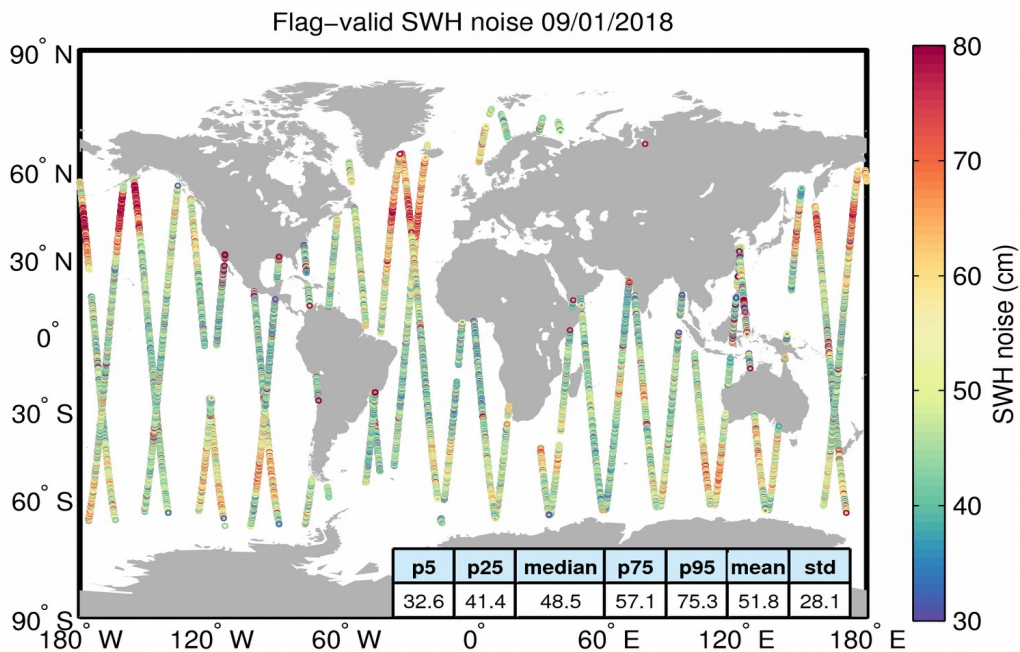 Flag−valid SWH noise 09/01/2018
90° N
60° N
30° N
0°
30° S
60° S
90° S
180° W
120° W
60° W
0°
60° E
120° E
180° E
80
70
60
50
40
30
SWH noise (cm)
p5 p25 median p75 p95 mean std
32.6 41.4 48.5 57.1 75.3 51.8 28.1